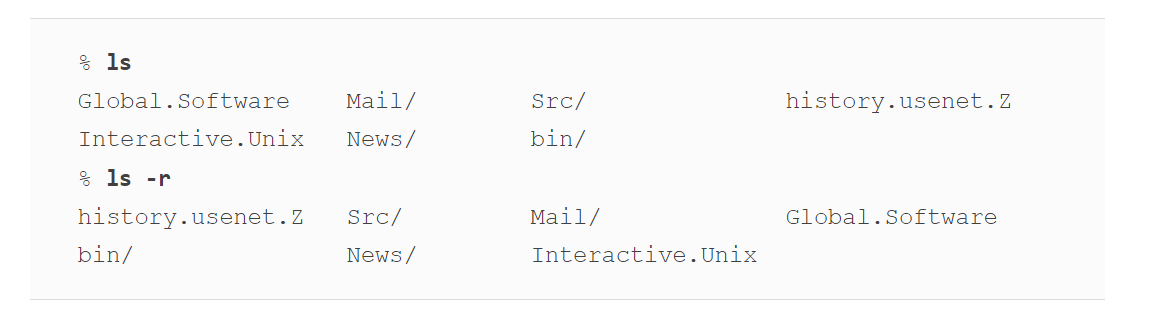 % ls
Global.Software Mail/ Src/ history.usenet.Z
Interactive.Unix News/ bin/
% ls -r
history.usenet.Z Src/ Mail/ Global.Software
bin/ News/ Interactive.Unix